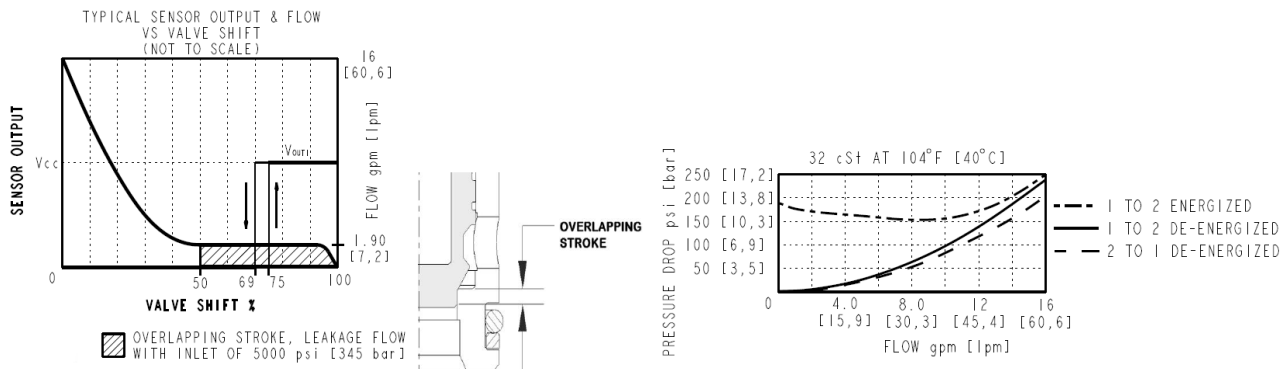 TYPICAL SENSOR OUTPUT & FLOW
VS VALVE SHIFT
(NOT TO SCALE)
SENSOR OUTPUT
Vcc
VOUT1
16
[60,6]
FLOW gpm [lpm]
1.90
[7,2]
0
50
69
75
100
VALVE SHIFT %
OVERLAPPING STROKE, LEAKAGE FLOW
WITH INLET OF 5000 psi [345 bar]
OVERLAPPING
STROKE
32 cSt AT 104°F [40°C]
PRESSURE DROP psi [bar]
250 [17,2]
200 [13,8]
150 [10,3]
100 [6,9]
50 [3,5]
0
4.0
8.0
12
16
[15,9]
[30,3]
[45,4]
[60,6]
FLOW gpm [lpm]
1 TO 2 ENERGIZED
1 TO 2 DE-ENERGIZED
2 TO 1 DE-ENERGIZED